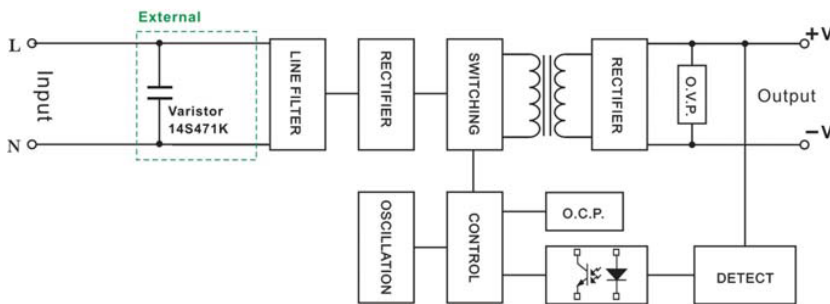 External
L
Input
N
Varistor
14S471K
LINE FILTER
RECTIFIER
SWITCHING
RECTIFIER
O.V.P.
+V
Output
-V
OSCILLATION
CONTROL
O.C.P.
DETECT